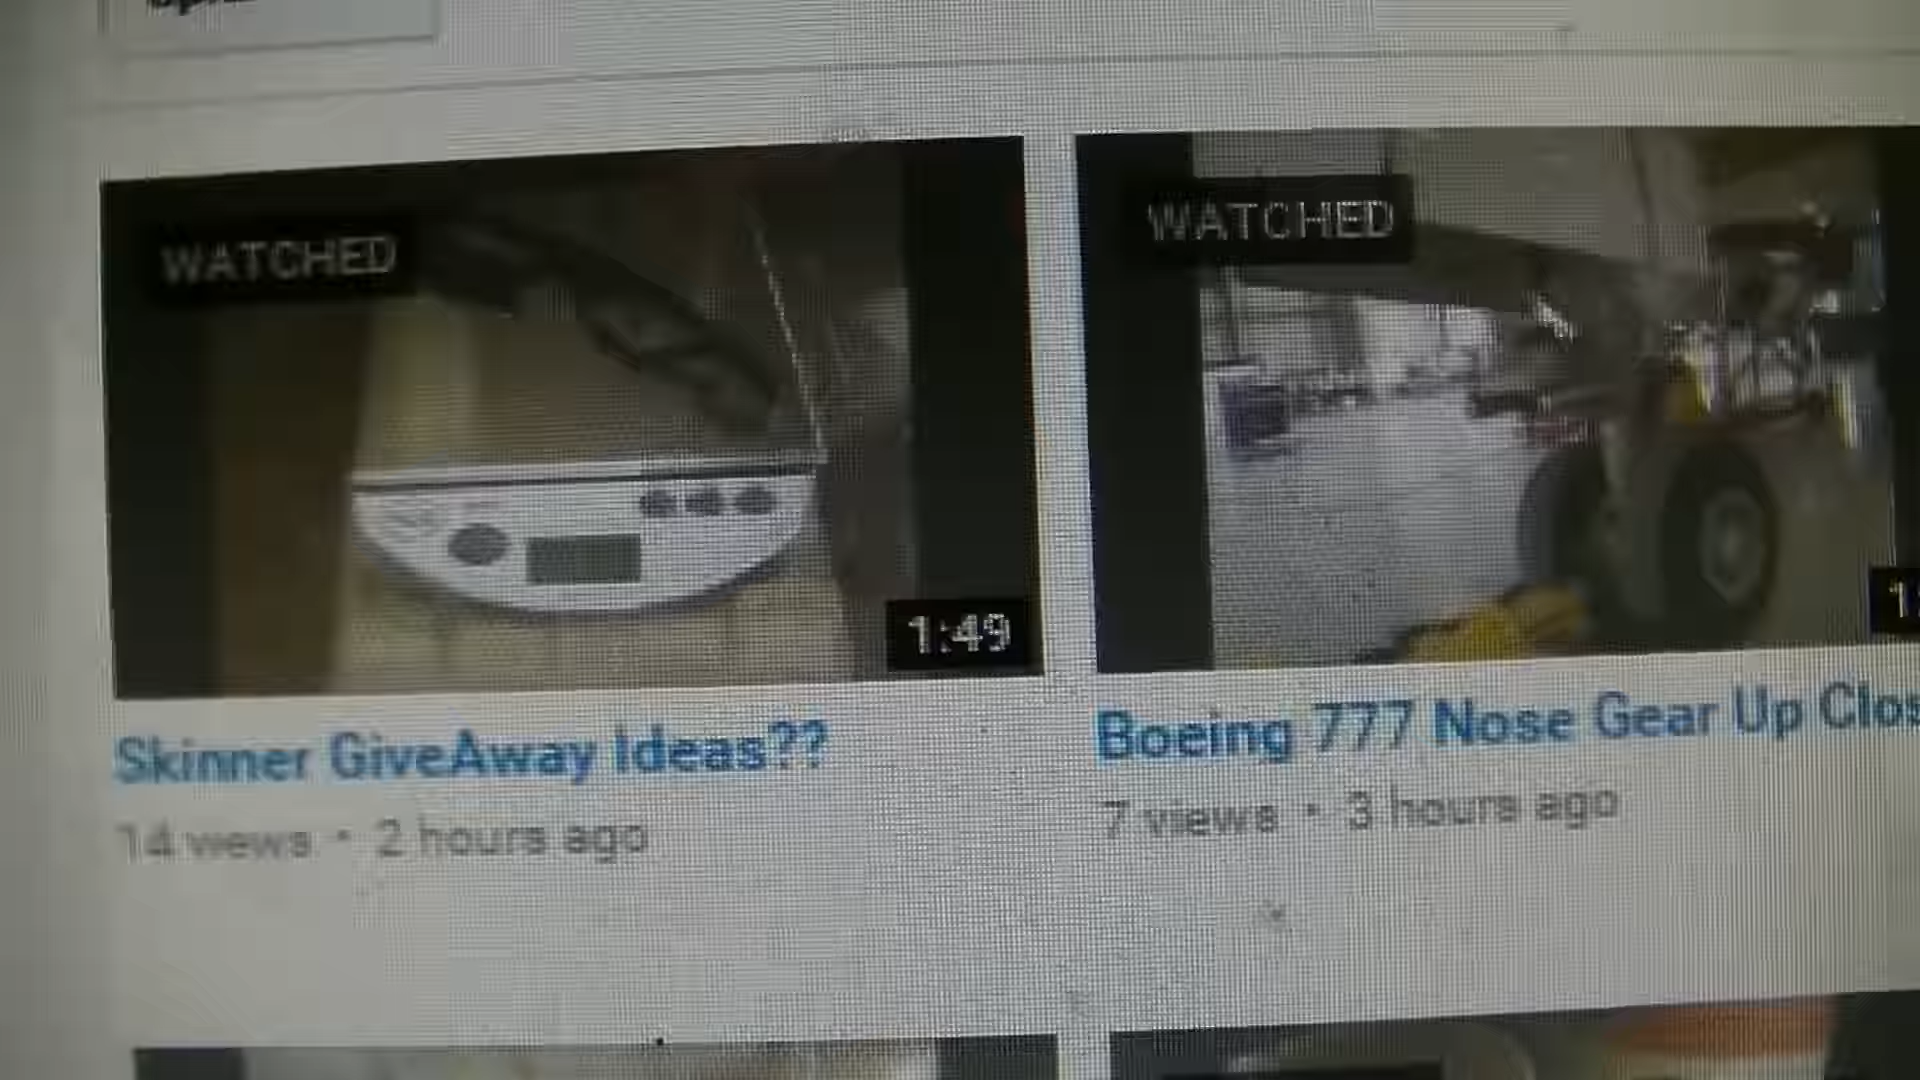 WATCHED
1:49
Skinner GiveAway Ideas??
14 views • 2 hours ago
WATCHED
Boeing 777 Nose Gear Up Clos
7 views • 3 hours ago